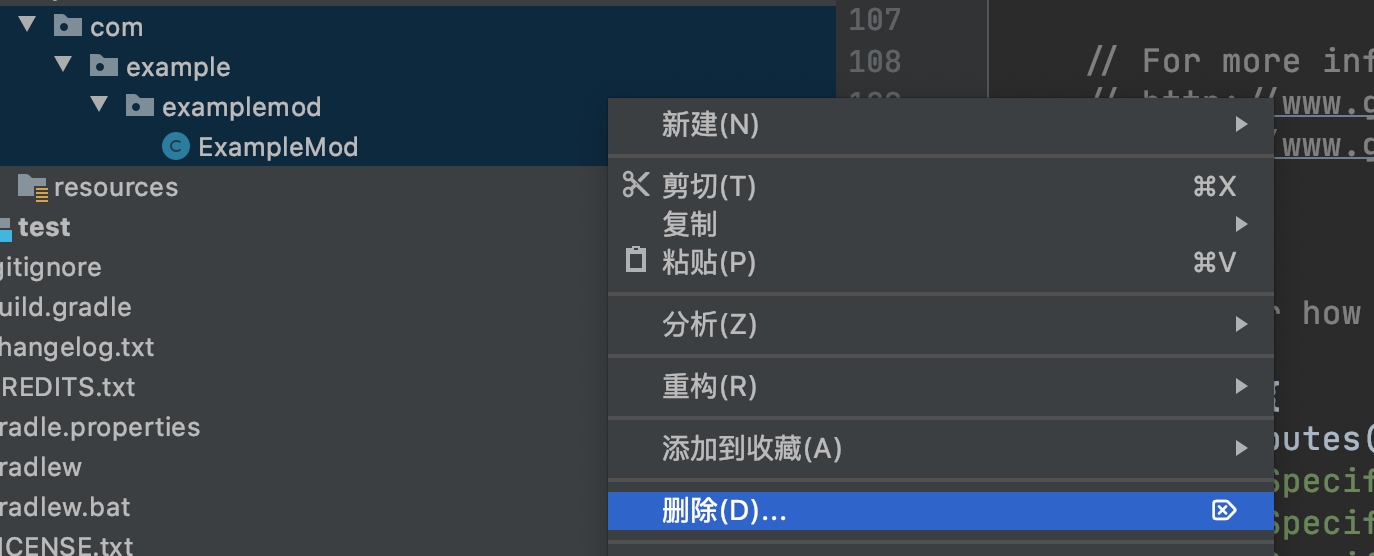 com
example
examplemod
ExampleMod
resources
test
gitignore
uild.gradle
hangelog.txt
REDITS.txt
radle.properties
radlew
radlew.bat
ICENSE.txt
新建(N)
剪切(T)
⌘X
复制
粘贴(P)
⌘V
分析(Z)
重构(R)
添加到收藏(A)
删除(D)...
107
108
// For more inf
www.g
www.g
how
butes(
Specif
Specif